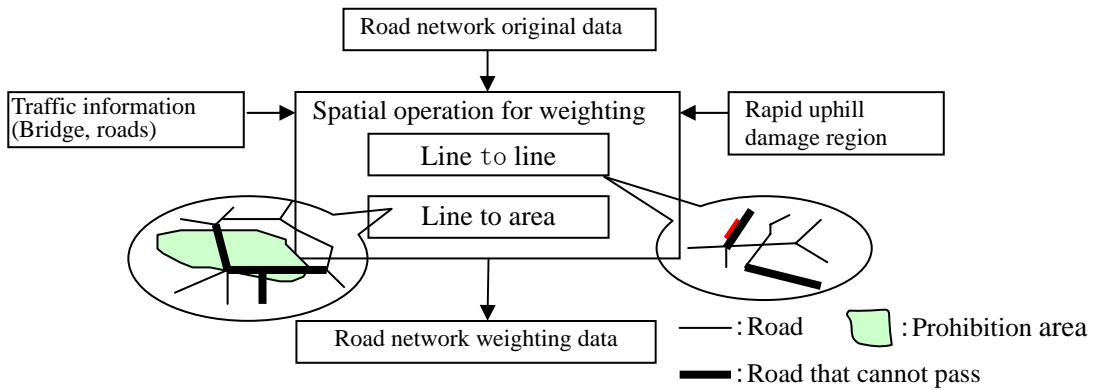 Road network original data
Traffic information
(Bridge, roads)
Spatial operation for weighting
Rapid uphill
damage region
Line to line
Line to area
Road network weighting data
: Road
: Prohibition area
: Road that cannot pass